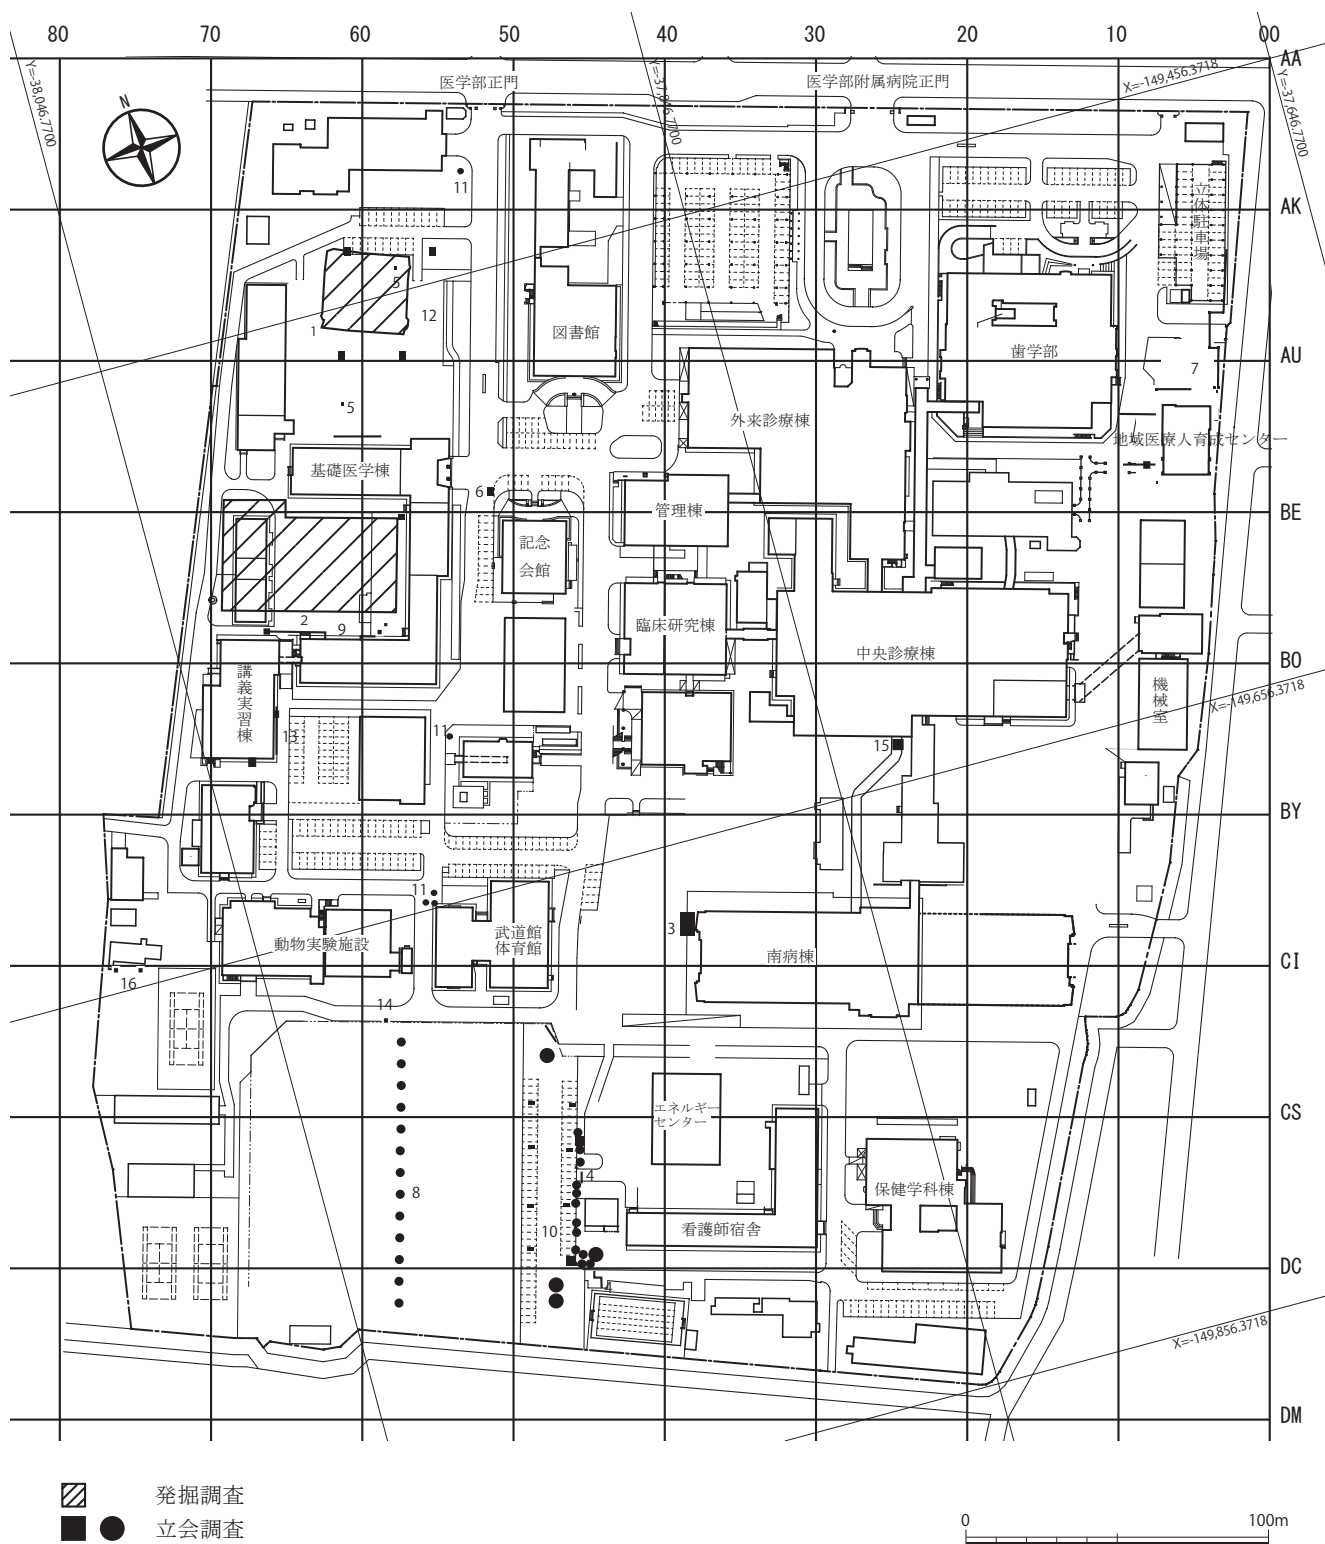 80 70 60 50 40 30 20 10 00
AA
医学部正門
医学部附属病院正門
X=-149,456.3718
Y=-38,046.7700
Y=-37,846.7700
Y=-37,646.7700
N
11
立体駐車場
AK
5
12
1
図書館
歯学部
AU
7
5
外来診療棟
地域医療人育成センター
基礎医学棟
6
管理棟
BE
記念
会館
2
9
臨床研究棟
中央診療棟
BO
講義実習棟
機械室
X=-149,656.3718
13
11
15
BY
11
3
武道館
体育館
動物実験施設
南病棟
CI
16
14
エネルギー
センター
CS
4
8
保健学科棟
10
看護師宿舎
DC
4
X=-149,856.3718
DM
発掘調査
立会調査
0 100m